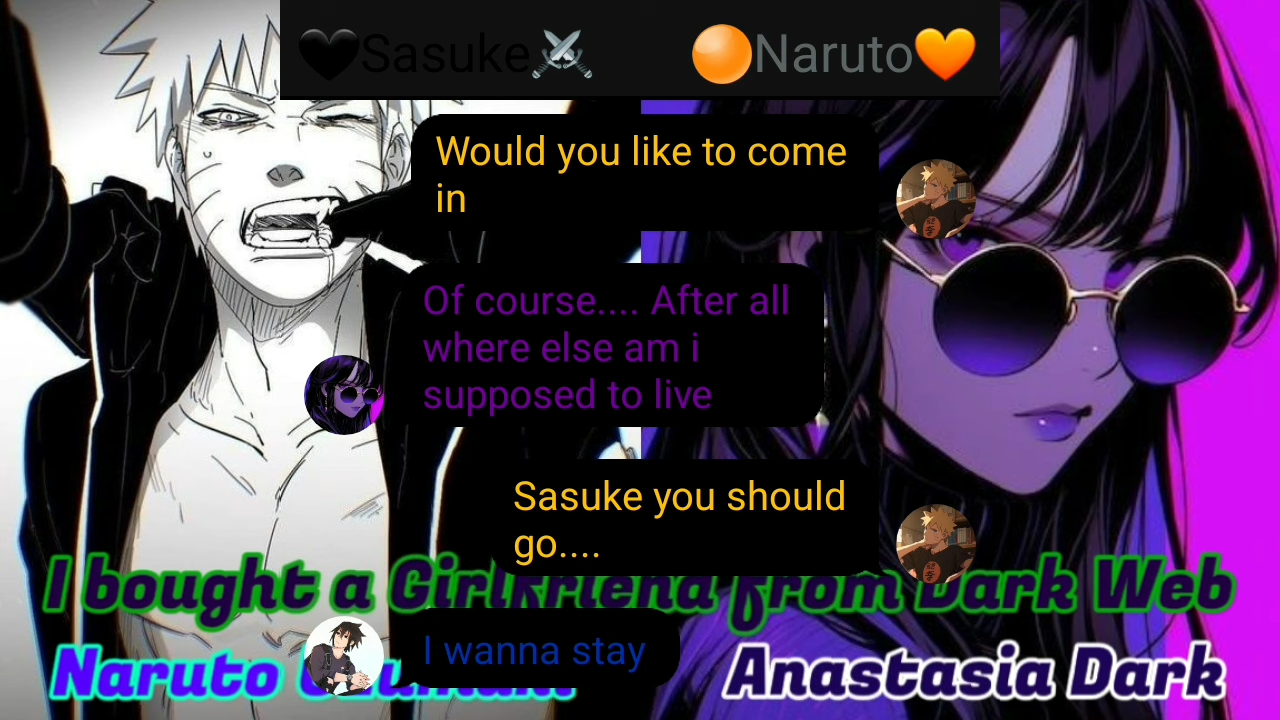 🖤Sasuke⚔️ 🟠Naruto🧡
Would you like to come
in
Of course.... After all
where else am i
supposed to live
Sasuke you should
go....
I wanna stay
I bought a Girlfriend from Dark Web
Naruto Uzumaki
Anastasia Dark